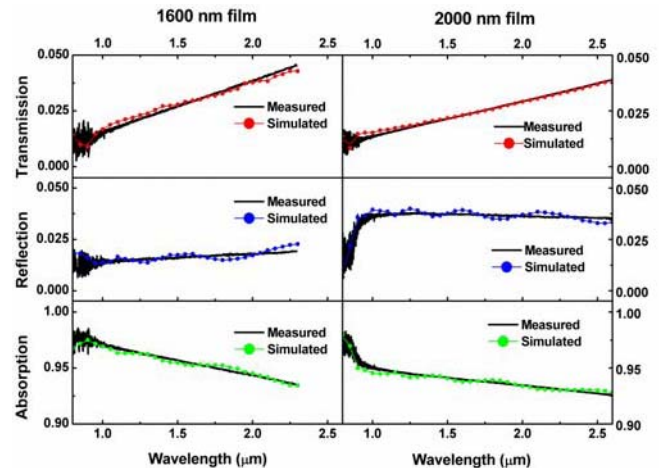 1600 nm film 2000 nm film
1.0 1.5 2.0 2.5 1.0 1.5 2.0 2.5
0.050 0.050
0.025 0.025
0.000 0.000
Transmission
Measured
Simulated
Measured
Simulated
0.050 0.050
0.025 0.025
0.000 0.000
Reflection
Measured
Simulated
Measured
Simulated
1.00 1.00
0.95 0.95
0.90 0.90
Absorption
Measured
Simulated
Measured
Simulated
1.0 1.5 2.0 2.5 1.0 1.5 2.0 2.5
Wavelength (μm) Wavelength (μm)